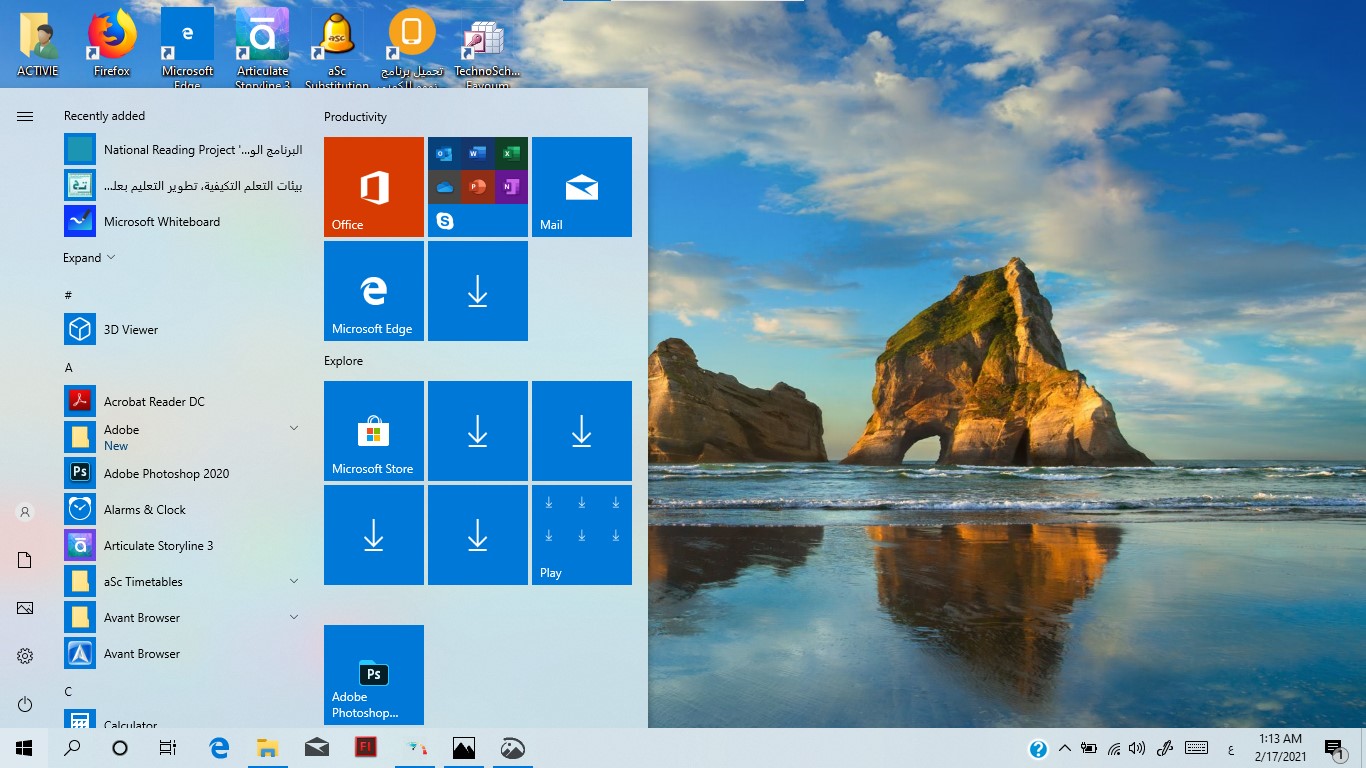 ACTIVIE
Firefox
Microsoft
Edge
Articulate
Storyline 3
aSc
Substitution
تحميل برنامج
TechnoSch...
Fayoum
Recently added
National Reading Project '...البرنامج الو
بيئات التعلم التكيفية، تطوير التعليم بعل...
Microsoft Whiteboard
Expand
#
3D Viewer
A
Acrobat Reader DC
Adobe
New
Adobe Photoshop 2020
Alarms & Clock
Articulate Storyline 3
aSc Timetables
Avant Browser
Avant Browser
C
Calculator
Productivity
Office
Mail
Microsoft Edge
Explore
Microsoft Store
Play
Adobe
Photoshop...
ع
1:13 AM
2/17/2021
1